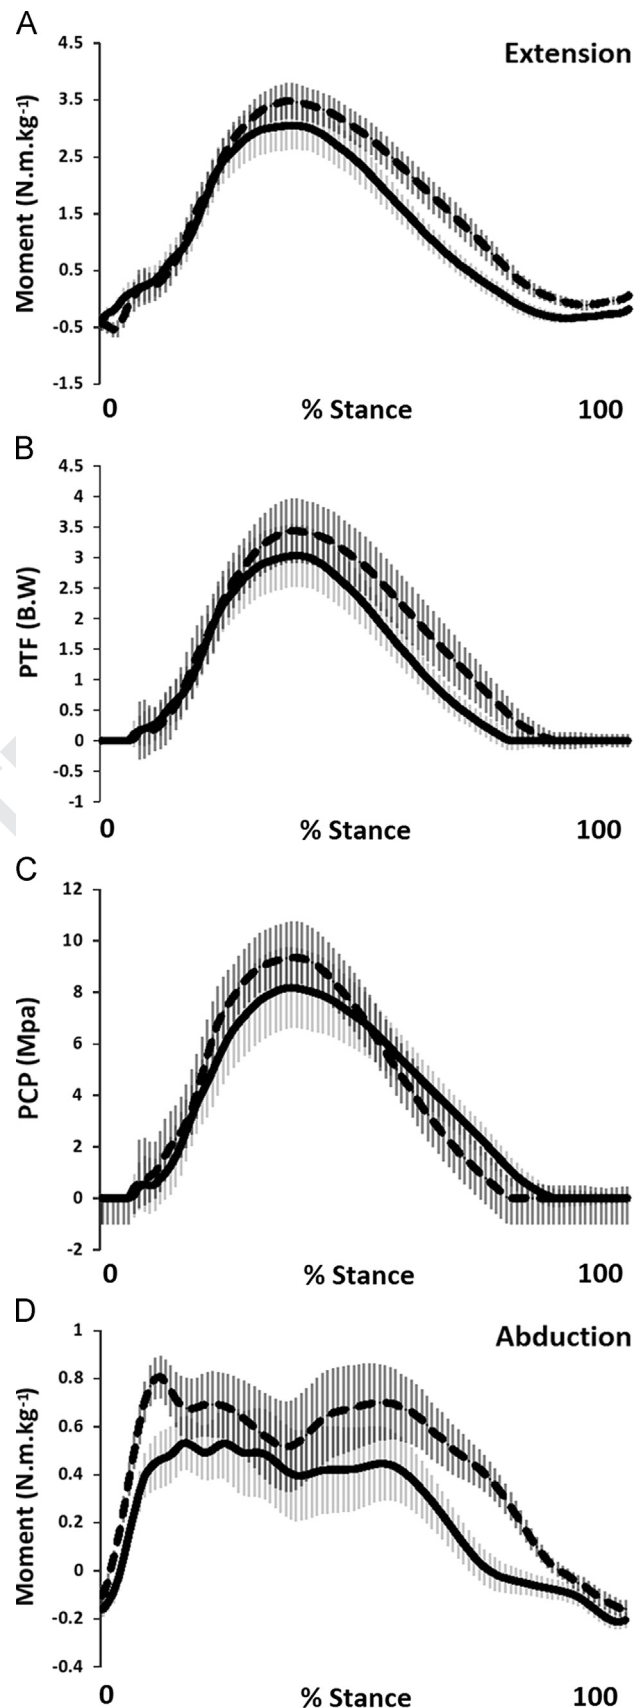 A
Extension
Moment (N.m.kg⁻¹)
4.5
3.5
2.5
1.5
0.5
-0.5
-1.5
0 % Stance 100
B
PTF (B.W)
4.5
4
3.5
3
2.5
2
1.5
1
0.5
0
-0.5
-1
0 % Stance 100
C
PCP (Mpa)
12
10
8
6
4
2
0
-2
0 % Stance 100
D
Abduction
Moment (N.m.kg⁻¹)
1
0.8
0.6
0.4
0.2
0
-0.2
-0.4
0 % Stance 100